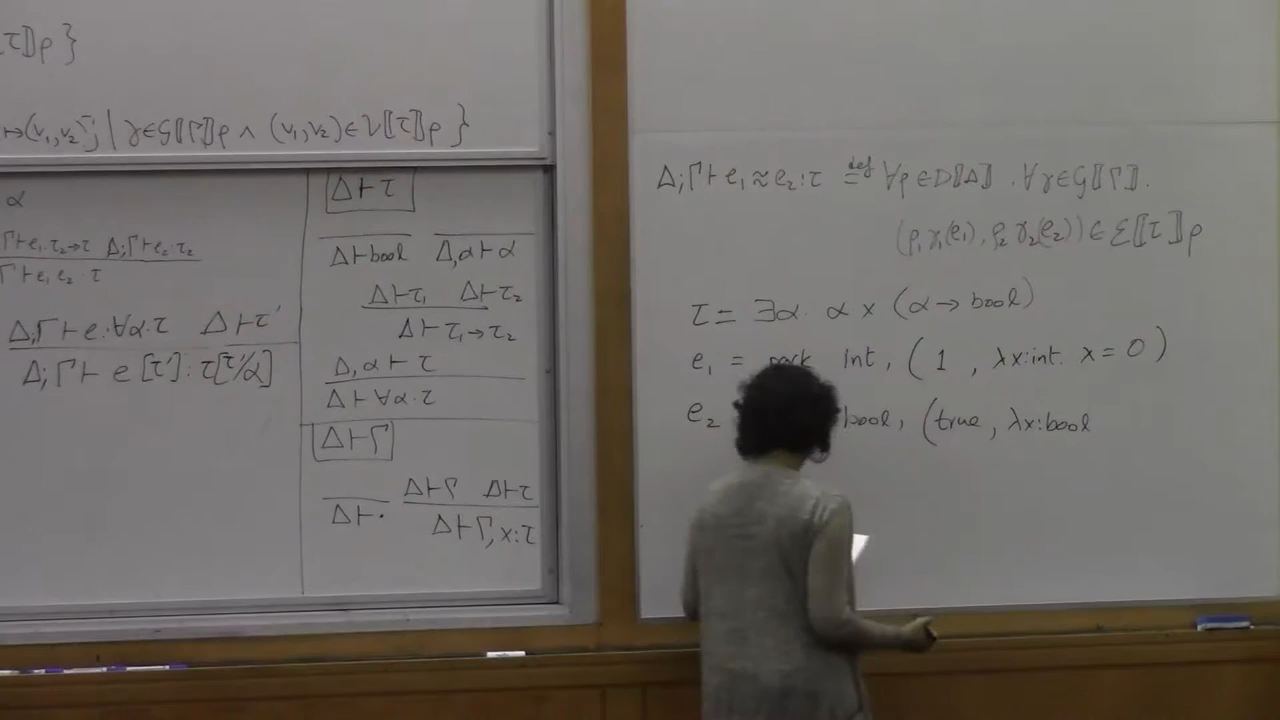 τ⟧ρ }
↦(v₁,v₂)] | γ∈G⟦Γ⟧ρ ∧ (v₁,v₂)∈V⟦τ⟧ρ }
α
Γ⊢e₁:τ₂→τ Δ;Γ⊢e₂:τ₂
Γ⊢e₁ e₂ : τ
Δ;Γ⊢e:∀α.τ Δ⊢τ'
Δ;Γ⊢ e [τ'] : τ[τ'/α]
Δ⊢τ
Δ⊢bool Δ,α⊢α
Δ⊢τ₁ Δ⊢τ₂
Δ⊢τ₁→τ₂
Δ,α⊢τ
Δ⊢∀α.τ
Δ⊢Γ
Δ⊢Γ Δ⊢τ
Δ⊢·
Δ⊢Γ,x:τ
Δ;Γ⊢e₁≈e₂:τ ≝ ∀ρ∈D⟦Δ⟧. ∀γ∈G⟦Γ⟧.
(ρ₁γ₁(e₁), ρ₂γ₂(e₂))∈ℰ⟦τ⟧ρ
τ = ∃α. α × (α → bool)
e₁ = pack int, (1, λx:int. x = 0)
e₂ bool, (true, λx:bool